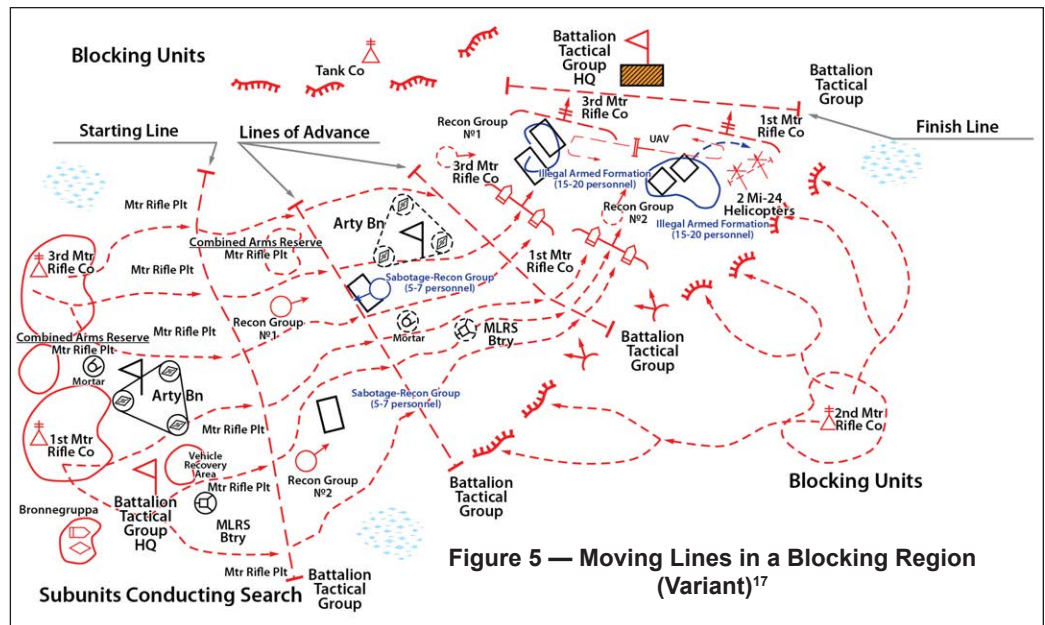 Blocking Units
Tank Co
Battalion
Tactical
Group
HQ
Battalion
Tactical
Group
Starting Line
Lines of Advance
Recon Group
№1
3rd Mtr
Rifle Co
1st Mtr
Rifle Co
Finish Line
UAV
3rd Mtr
Rifle Co
Illegal Armed Formation
(15-20 personnel)
Mtr Rifle Plt
Arty Bn
Recon Group
№2
2 Mi-24
Helicopters
Illegal Armed Formation
(15-20 personnel)
Combined Arms Reserve
Mtr Rifle Plt
3rd Mtr
Rifle Co
Mtr Rifle Plt
1st Mtr
Rifle Co
Sabotage-Recon Group
(5-7 personnel)
Recon Group
№1
Mtr Rifle Plt
Mortar
MLRS
Btry
Battalion
Tactical
Group
Combined Arms Reserve
Mtr Rifle Plt
Mortar
Arty Bn
Sabotage-Recon Group
(5-7 personnel)
2nd Mtr
Rifle Co
1st Mtr
Rifle Co
Mtr Rifle Plt
Vehicle
Recovery
Area
Recon Group
№2
Mtr Rifle Plt
Battalion
Tactical
Group
Blocking Units
Bronnegruppa
Battalion
Tactical
Group
HQ
MLRS
Btry
Mtr Rifle Plt
Battalion
Tactical
Group
Subunits Conducting Search
Figure 5 — Moving Lines in a Blocking Region
(Variant)17